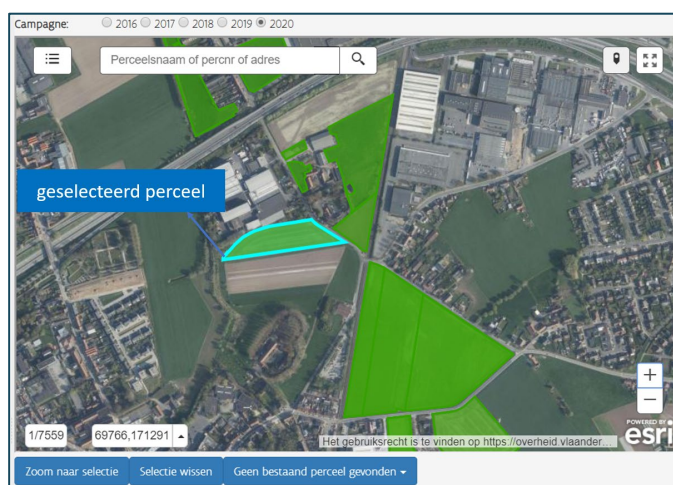 Campagne: 2016 2017 2018 2019 2020
Perceelsnaam of percnr of adres
geselecteerd perceel
+
−
1/7559 69766,171291
Het gebruiksrecht is te vinden op https://overheid vlaander...
POWERED BY
esri
Zoom naar selectie Selectie wissen Geen bestaand perceel gevonden